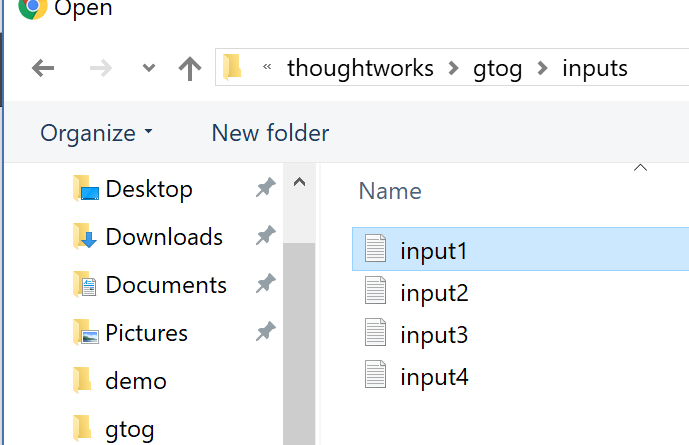 Open
« thoughtworks > gtog > inputs
Organize New folder
Desktop
Downloads
Documents
Pictures
demo
gtog
Name
input1
input2
input3
input4